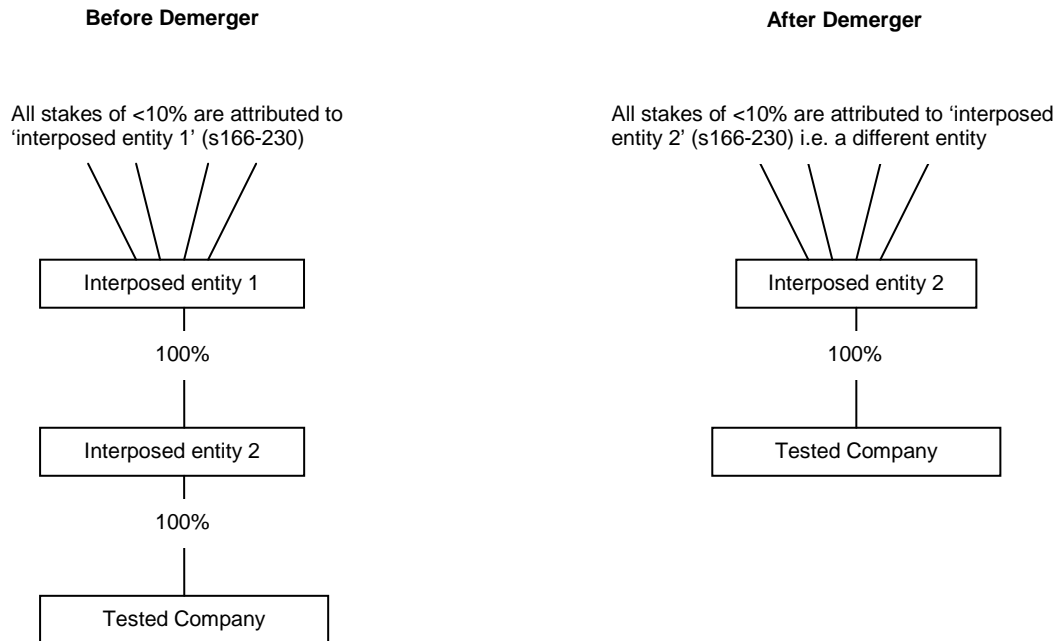 Before Demerger
All stakes of <10% are attributed to
‘interposed entity 1’ (s166-230)
Interposed entity 1
100%
Interposed entity 2
100%
Tested Company
After Demerger
All stakes of <10% are attributed to ‘interposed
entity 2’ (s166-230) i.e. a different entity
Interposed entity 2
100%
Tested Company